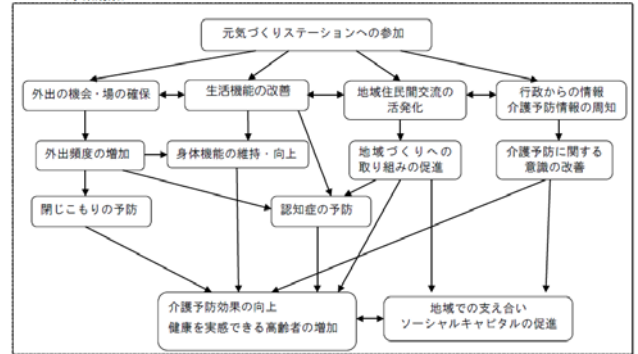 元気づくりステーションへの参加
外出の機会・場の確保
生活機能の改善
地域住民間交流の
活発化
行政からの情報
介護予防情報の周知
外出頻度の増加
身体機能の維持・向上
地域づくりへの
取り組みの促進
介護予防に関する
意識の改善
閉じこもりの予防
認知症の予防
介護予防効果の向上
健康を実感できる高齢者の増加
地域での支え合い
ソーシャルキャピタルの促進